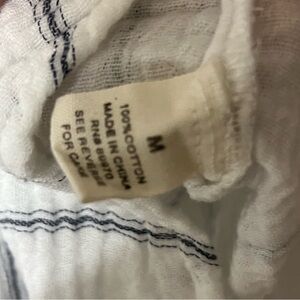 M
100% COTTON
MADE IN CHINA
SEE REVERSE
FOR CARE